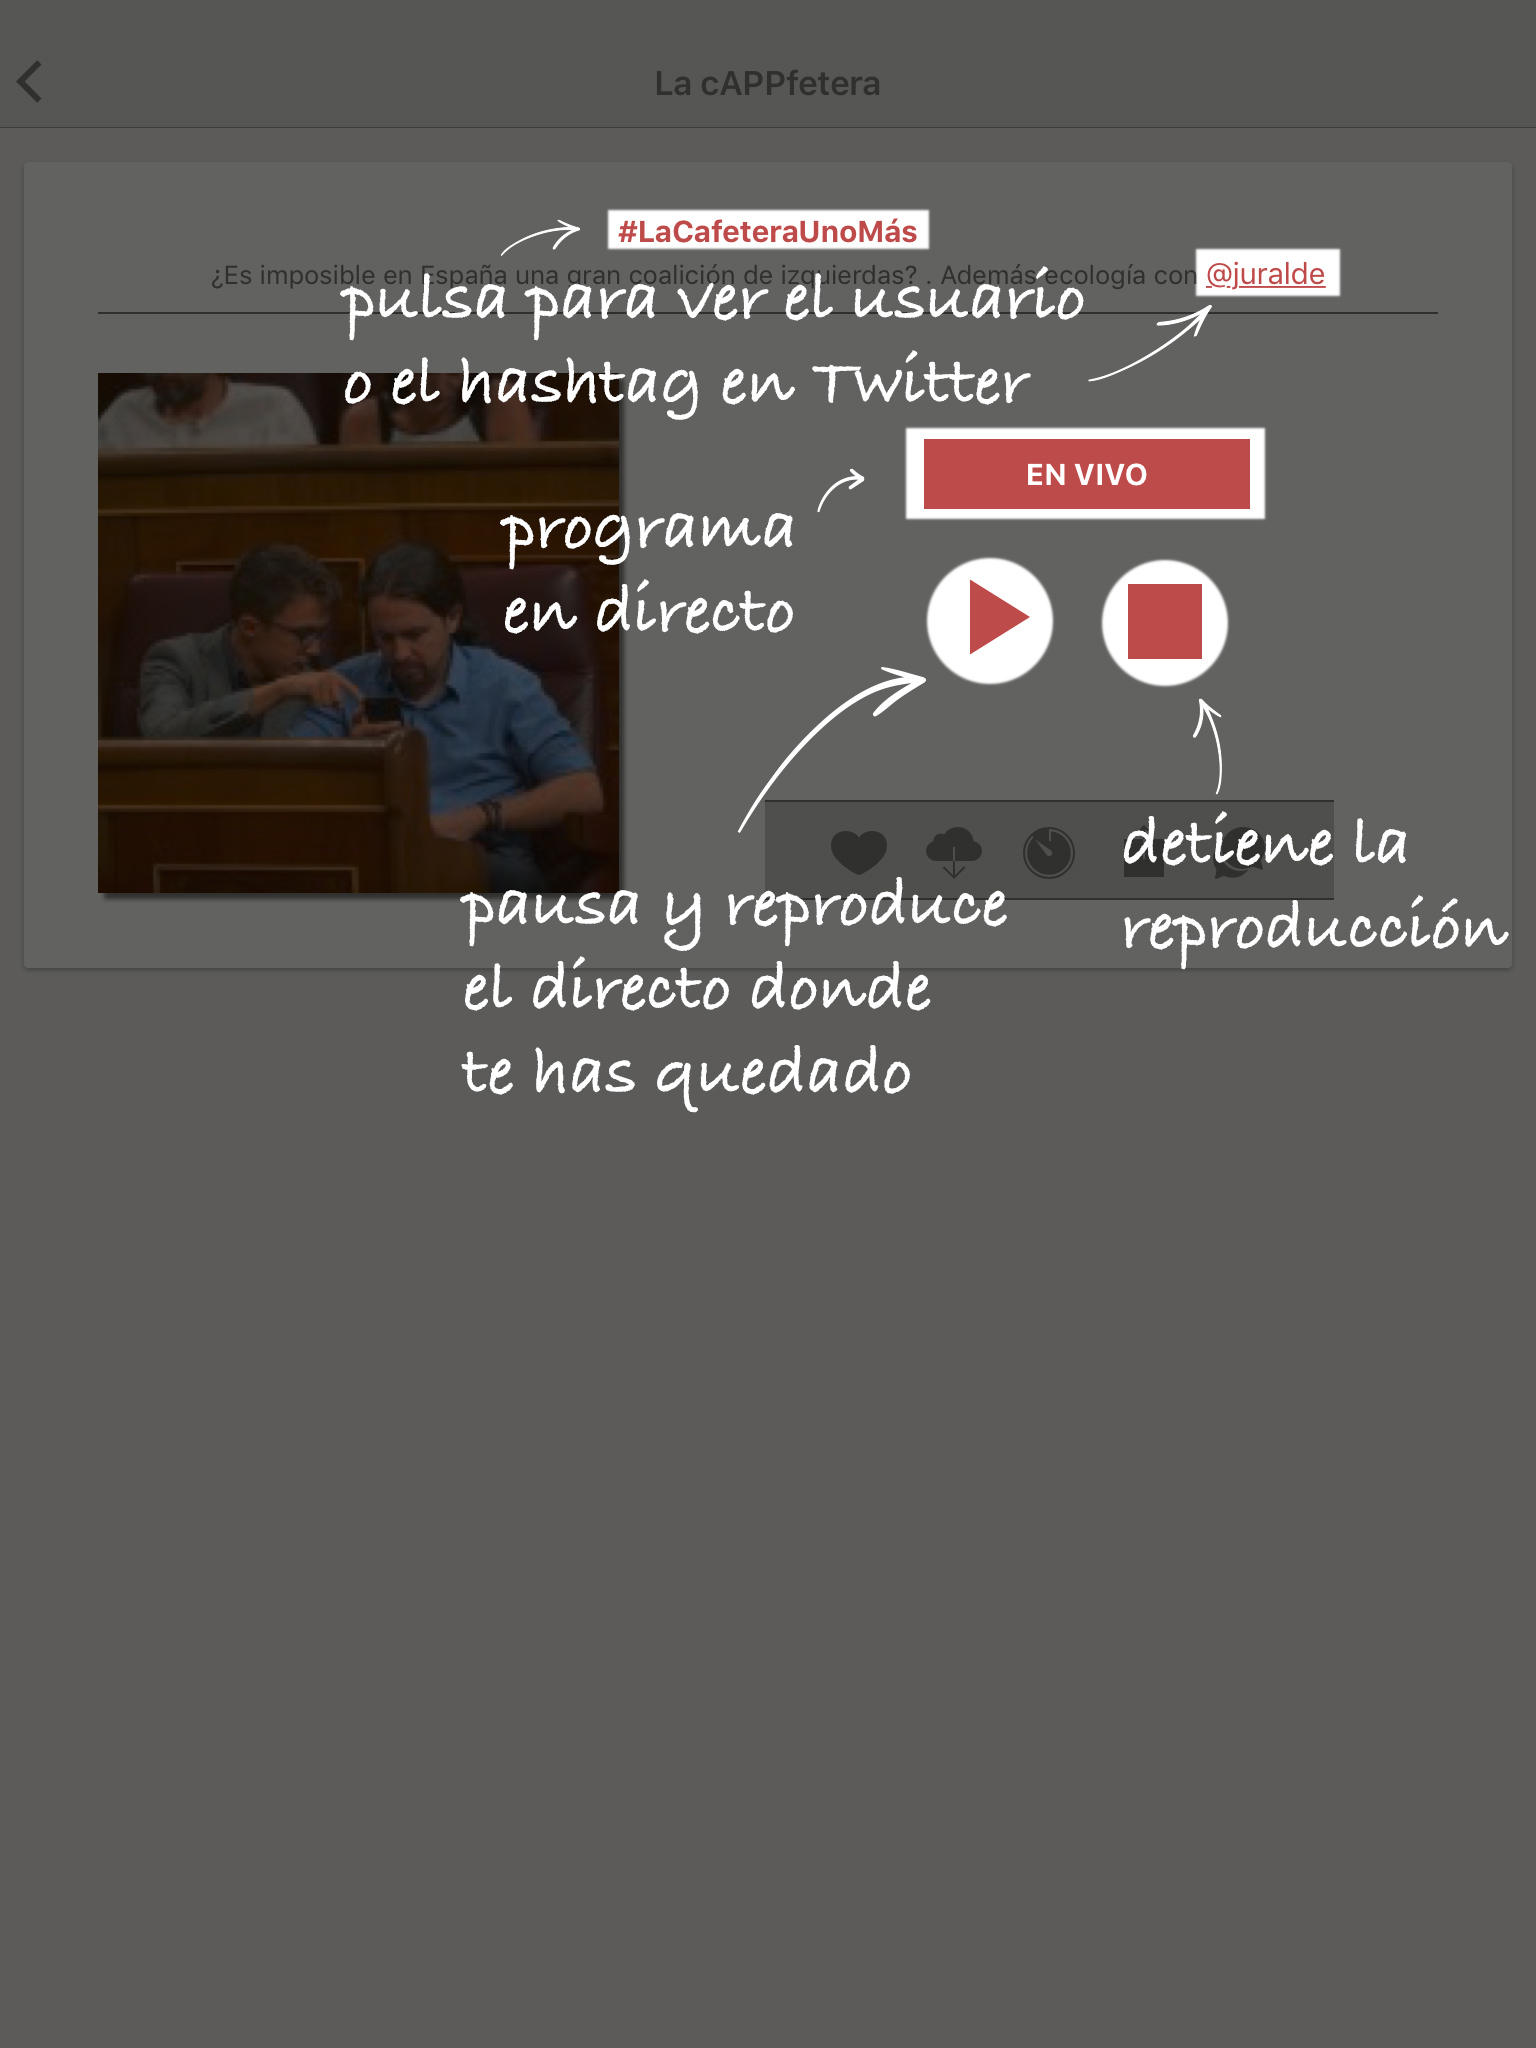 La cAPPfetera
#LaCafeteraUnoMás
¿Es imposible en España una gran coalición de izquierdas? . Además ecología con @juralde
pulsa para ver el usuario
o el hashtag en Twitter
EN VIVO
programa
en directo
detiene la
reproducción
pausa y reproduce
el directo donde
te has quedado